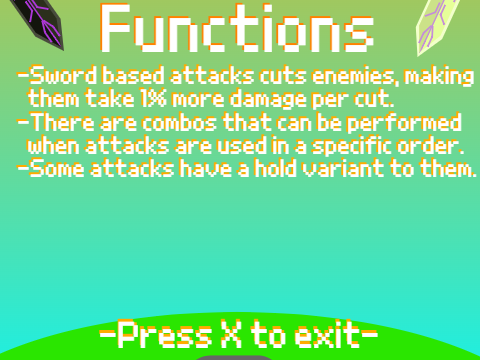 Functions
-Sword based attacks cuts enemies, making
them take 1% more damage per cut.
-There are combos that can be performed
when attacks are used in a specific order.
-Some attacks have a hold variant to them.
-Press X to exit-